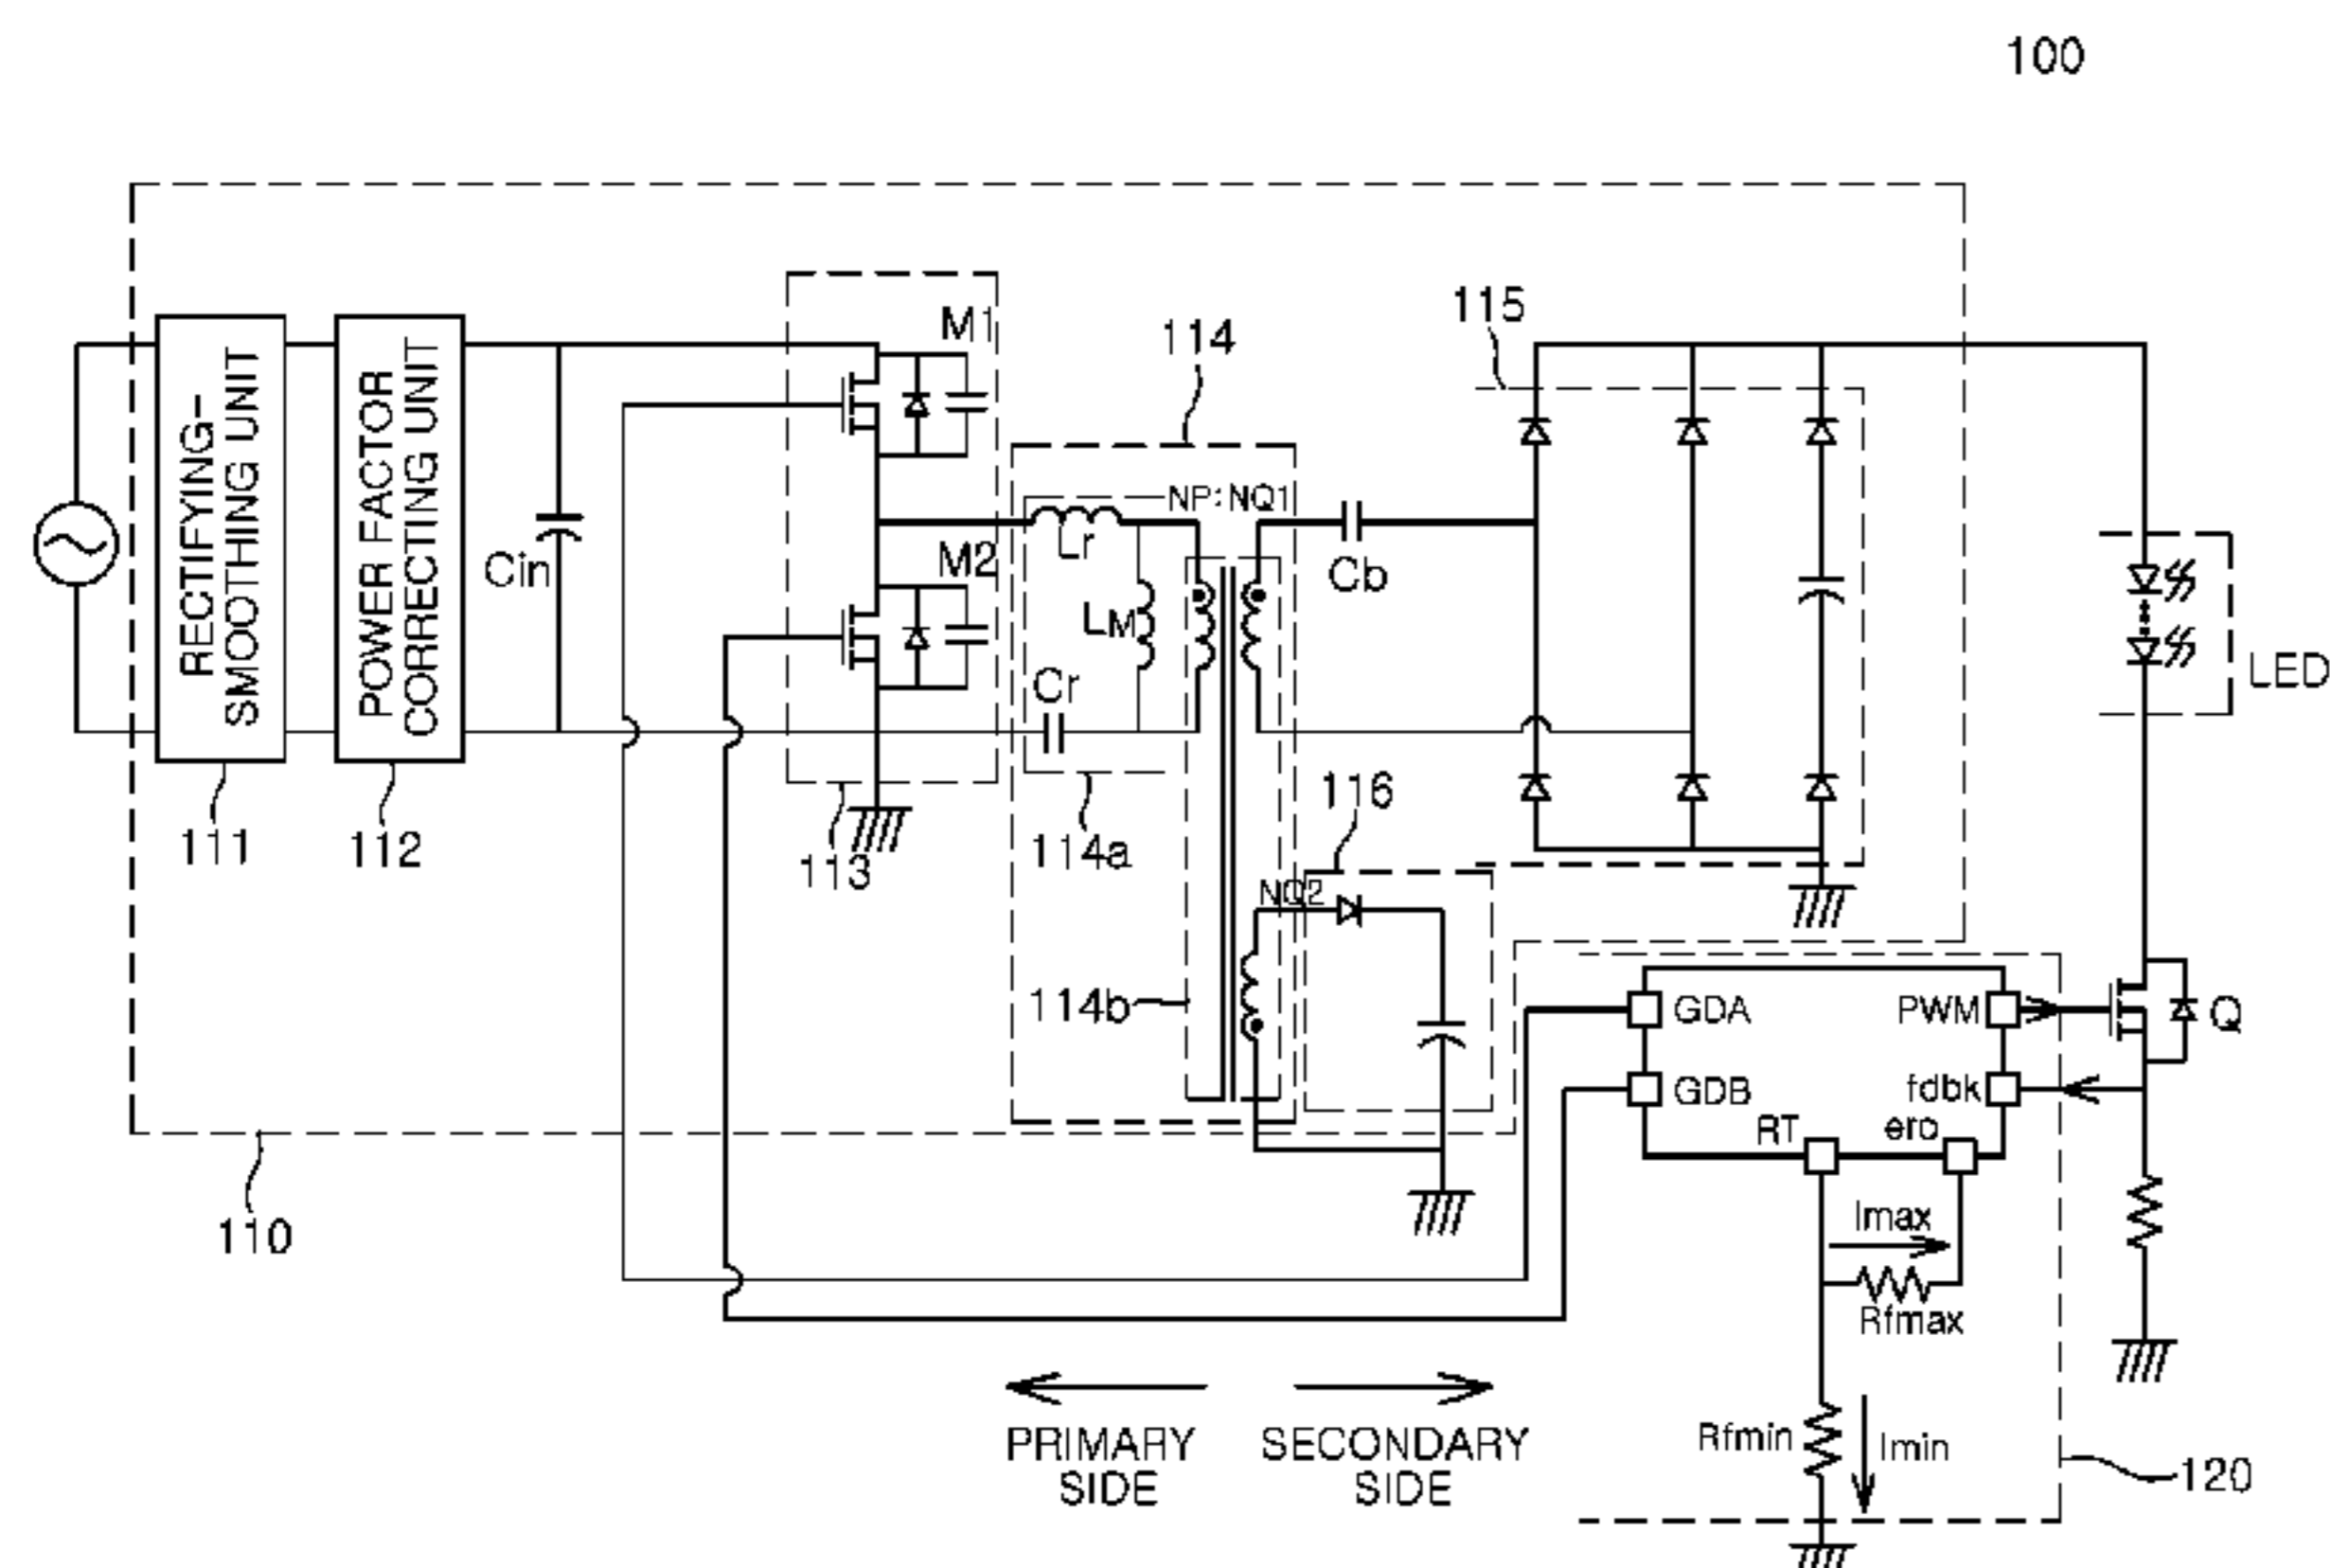 100
115
M1
114
RECTIFYING-
SMOOTHING UNIT
POWER FACTOR
CORRECTING UNIT
NP:NQ1
Lr
M2
Cin
Cb
LM
LED
Cr
116
111
112
113
114a
NQ2
114b
GDA
PWM
Q
GDB
fdbk
RT
ero
110
Imax
Rfmax
PRIMARY
SIDE
SECONDARY
SIDE
Rfmin
Imin
120